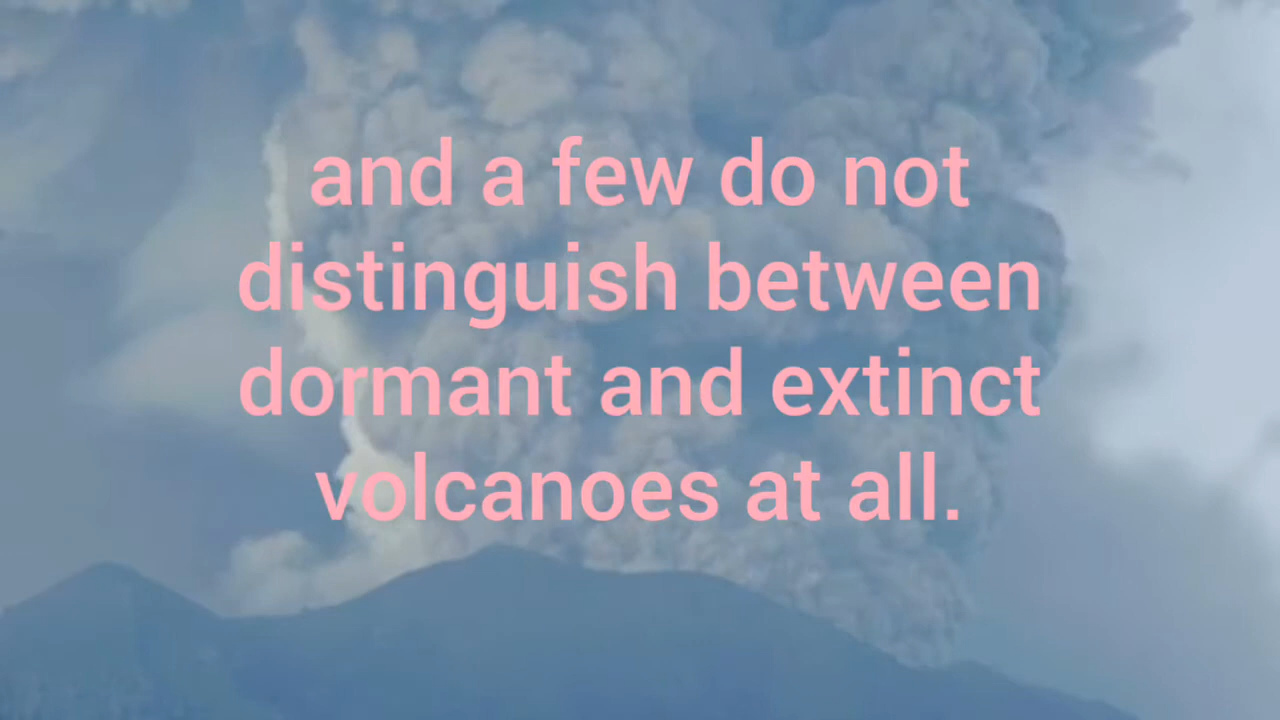 and a few do not
distinguish between
dormant and extinct
volcanoes at all.